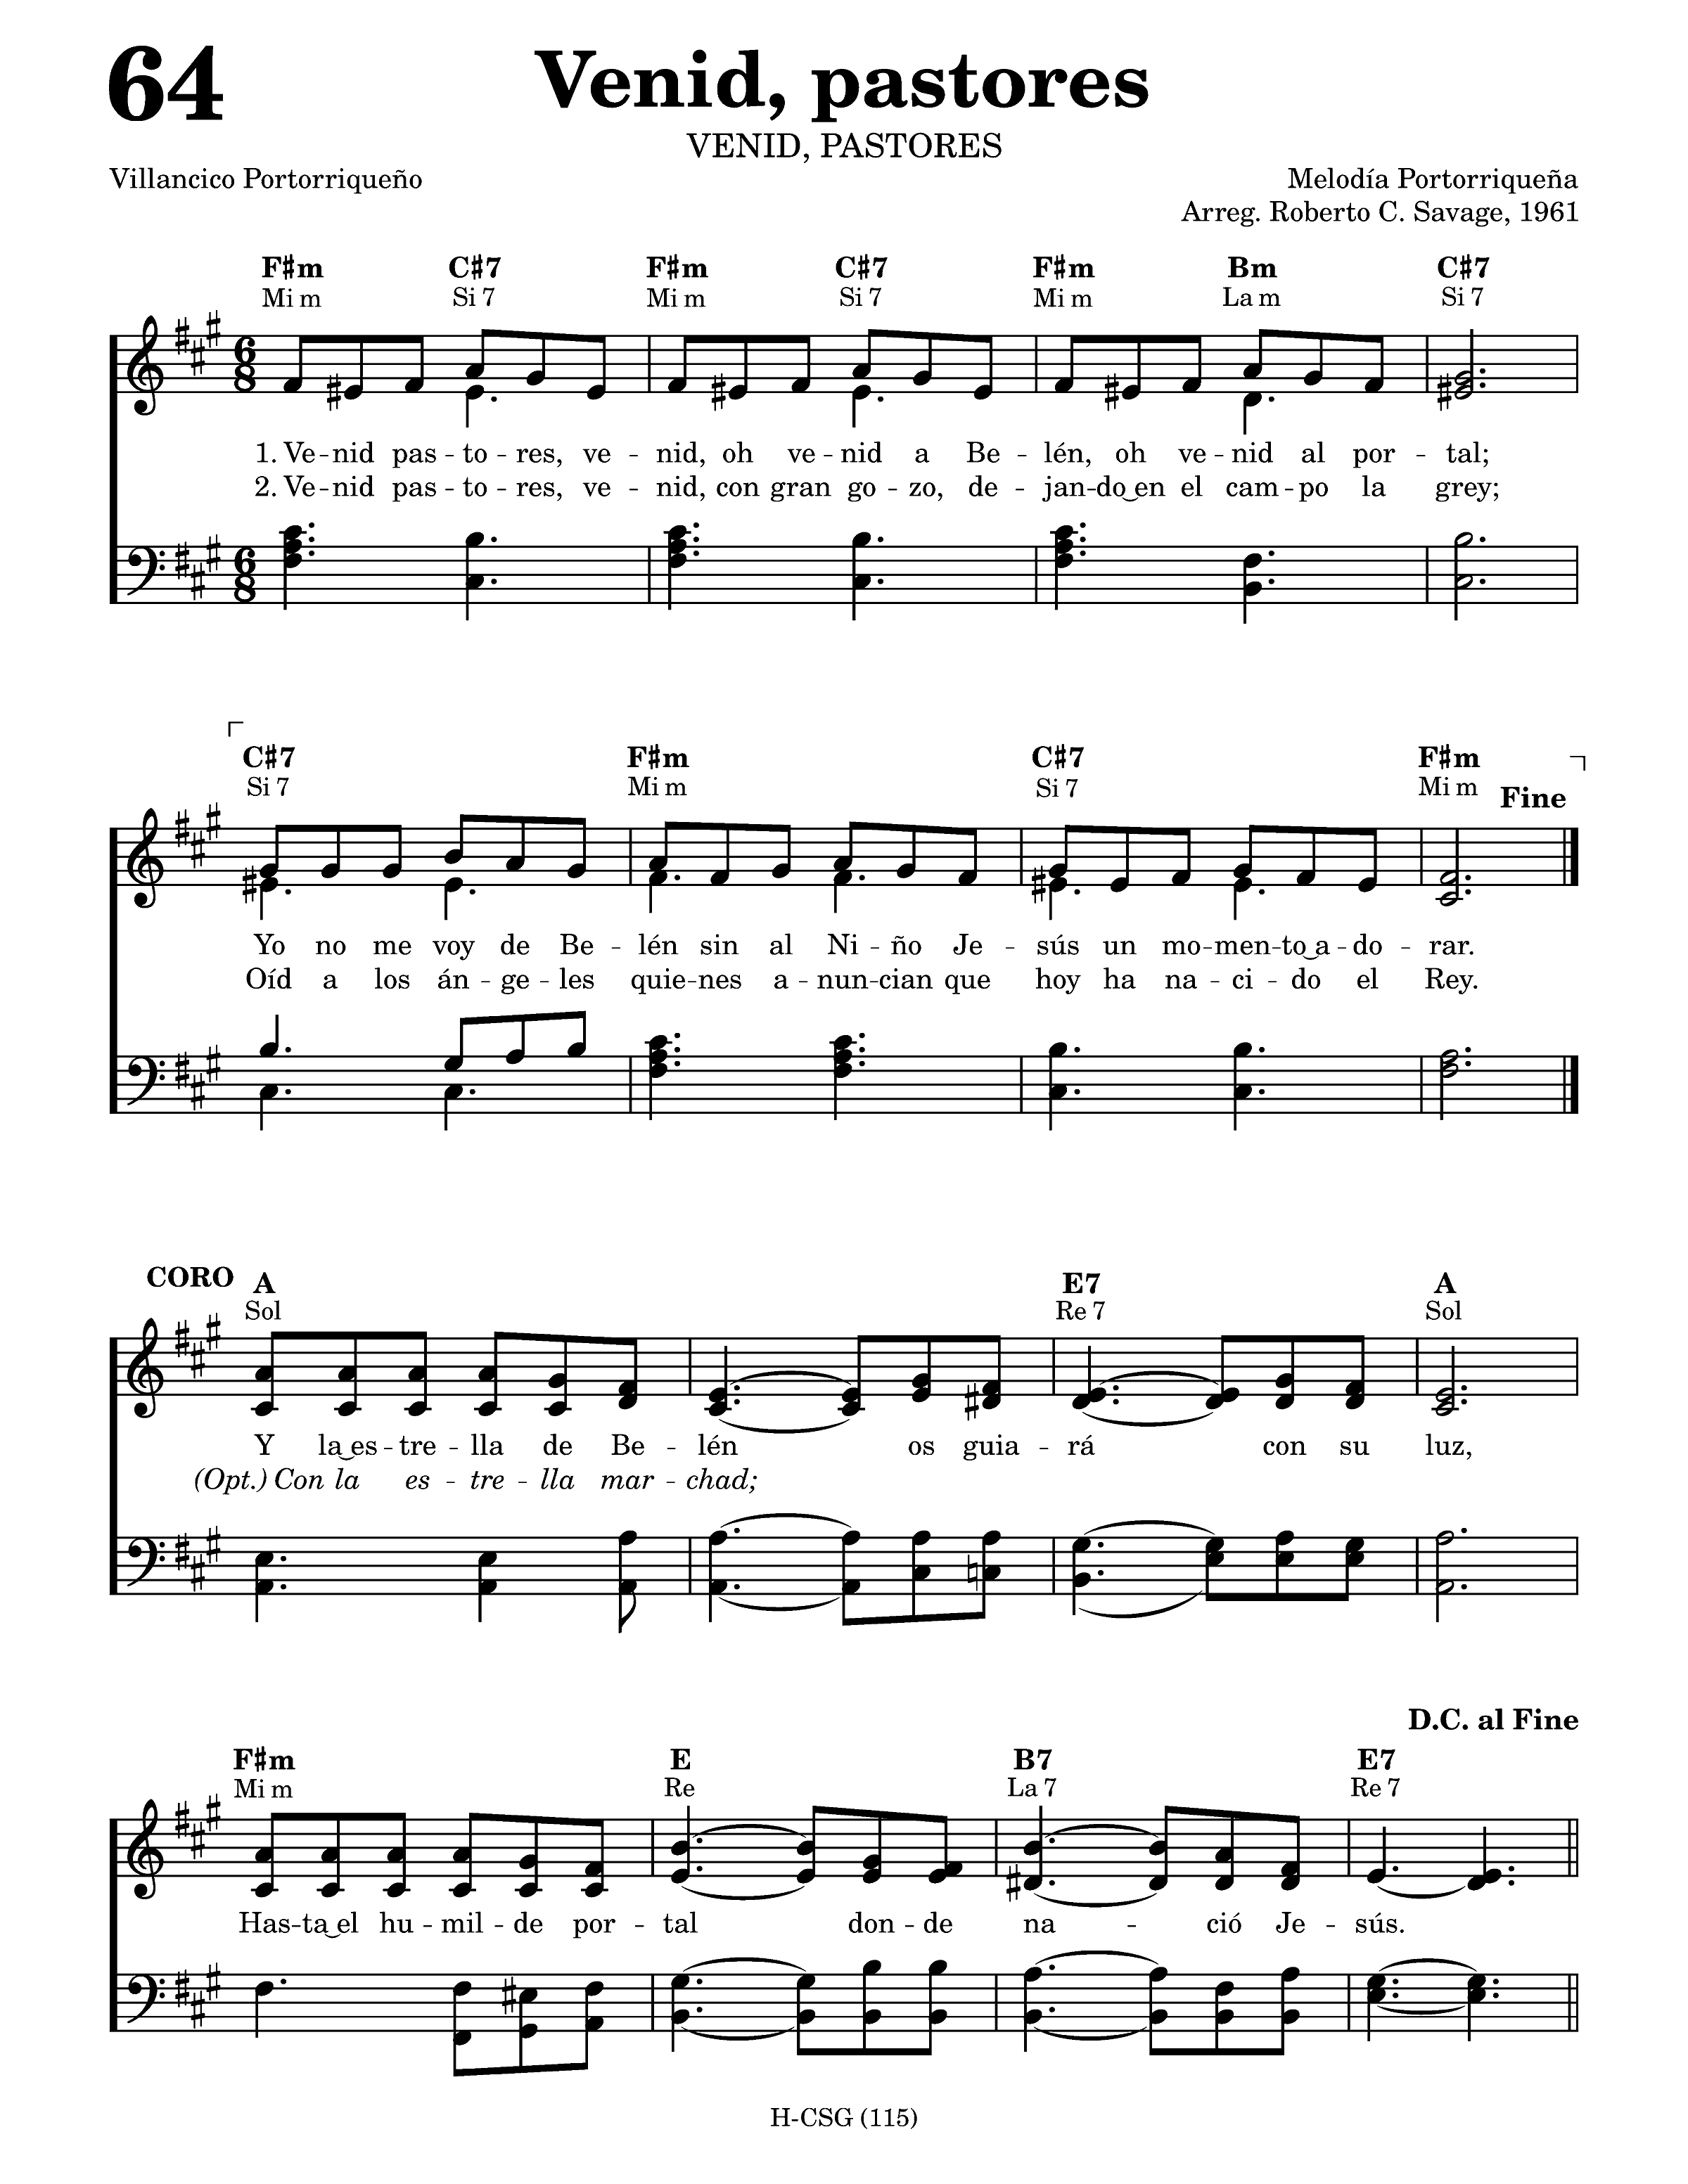 64
Venid, pastores
VENID, PASTORES
Villancico Portorriqueño
Melodía Portorriqueña
Arreg. Roberto C. Savage, 1961
F♯m C♯7 F♯m C♯7 F♯m Bm C♯7
Mi m Si 7 Mi m Si 7 Mi m La m Si 7
6 8
1. Ve – nid pas – to – res, ve – nid, oh ve – nid a Be – lén, oh ve – nid al por – tal;
2. Ve – nid pas – to – res, ve – nid, con gran go – zo, de – jan – do‿en el cam – po la grey;
6 8
C♯7 F♯m C♯7 F♯m
Si 7 Mi m Si 7 Mi m
Fine
Yo no me voy de Be – lén sin al Ni – ño Je – sús un mo – men – to‿a – do – rar.
Oíd a los án – ge – les quie – nes a – nun – cian que hoy ha na – ci – do el Rey.
CORO A E7 A
Sol Re 7 Sol
Y la‿es – tre – lla de Be – lén os guia – rá con su luz,
(Opt.) Con la es – tre – lla mar – chad;
D.C. al Fine
F♯m E B7 E7
Mi m Re La 7 Re 7
Has – ta‿el hu – mil – de por – tal don – de na – ció Je – sús.
H-CSG (115)